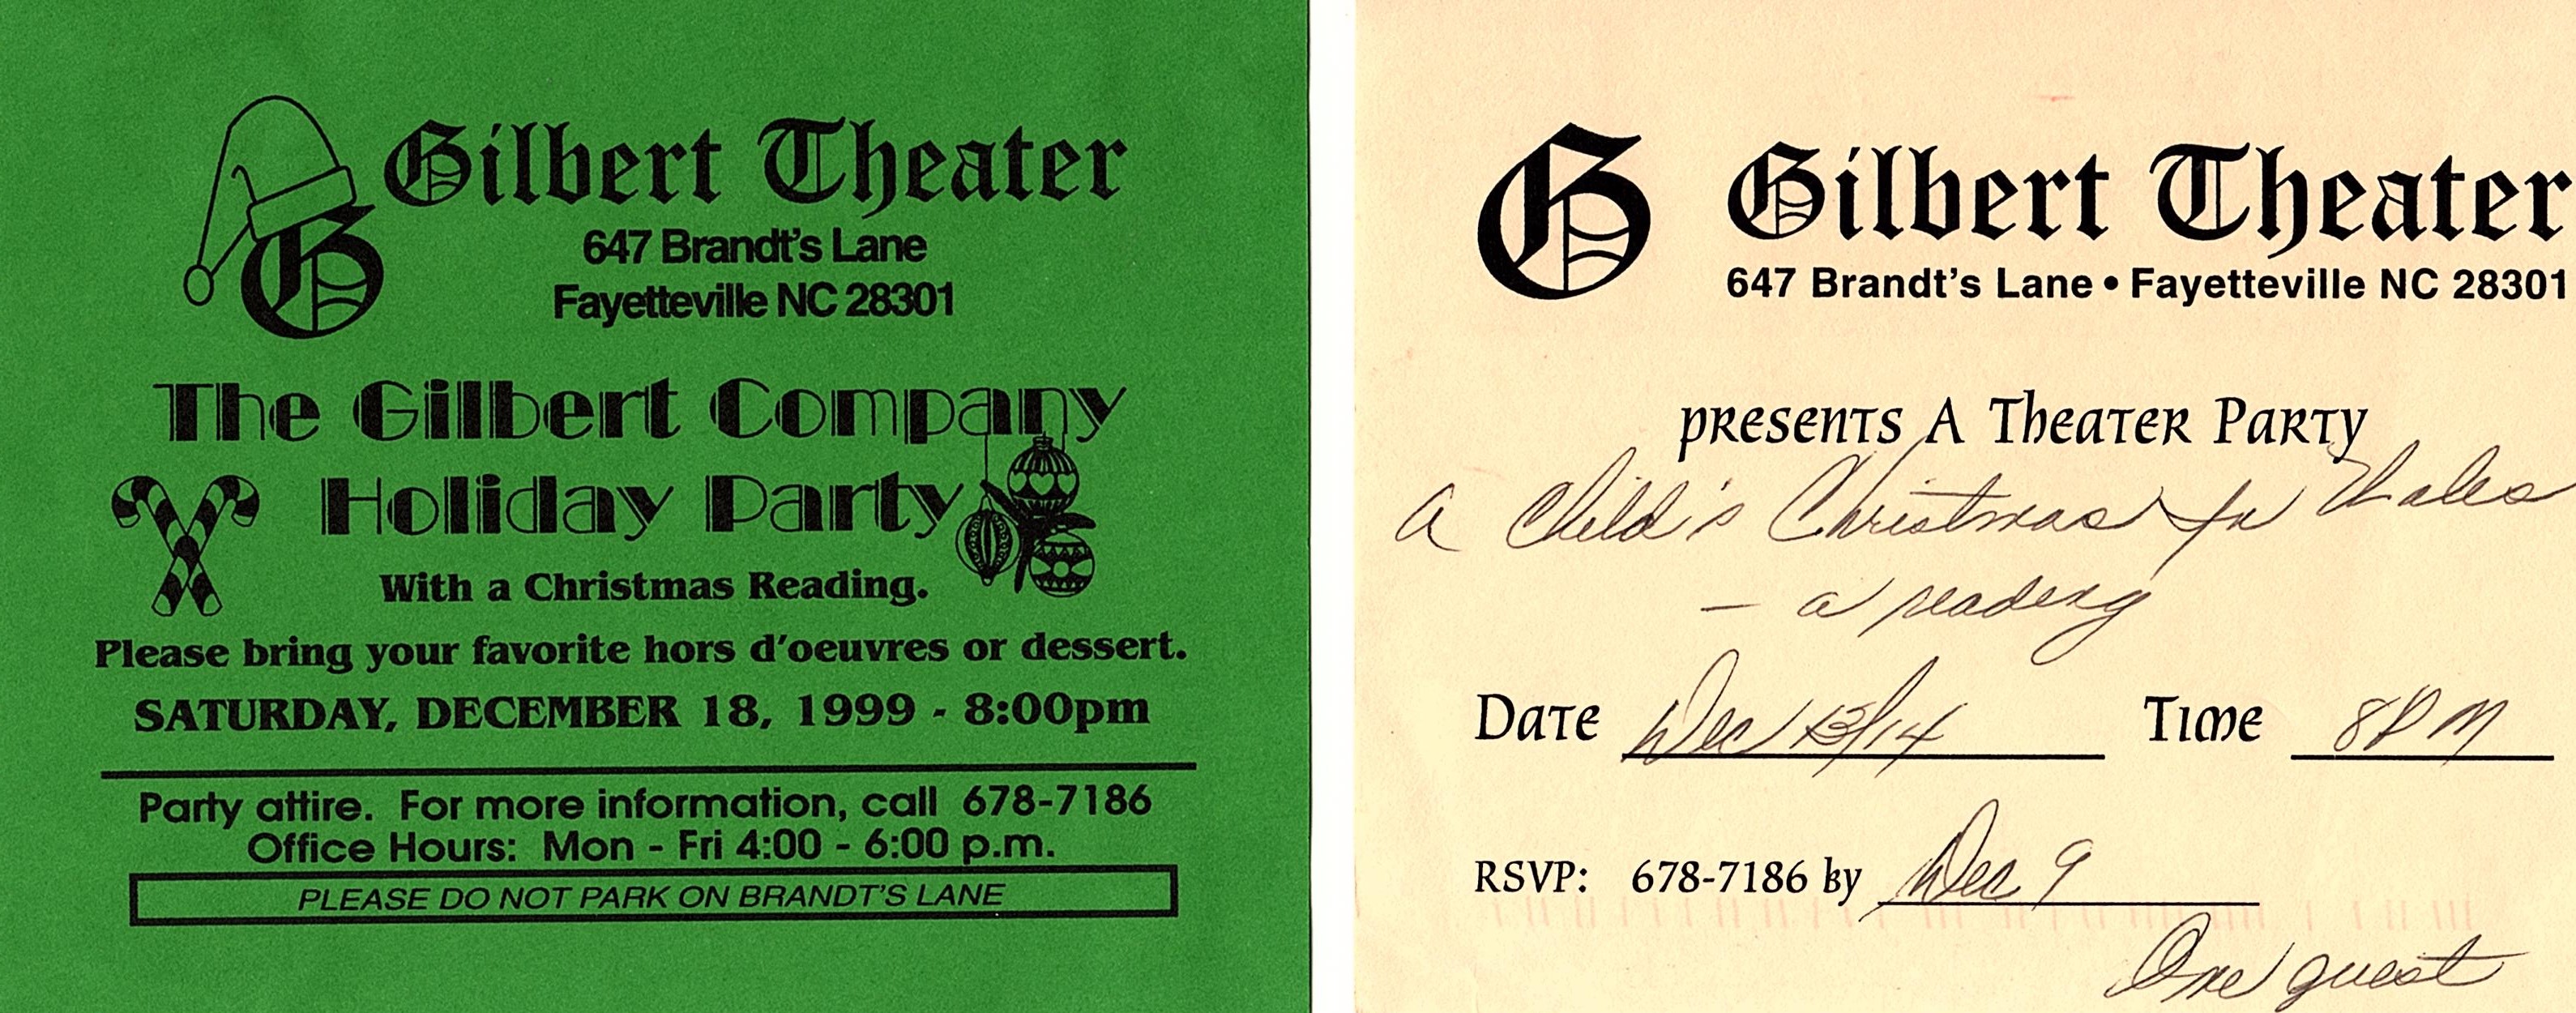 Gilbert Theater
647 Brandt's Lane
Fayetteville NC 28301
The Gilbert Company
Holiday Party
With a Christmas Reading.
Please bring your favorite hors d'oeuvres or dessert.
SATURDAY, DECEMBER 18, 1999 - 8:00pm
Party attire.  For more information, call  678-7186
Office Hours:  Mon - Fri 4:00 - 6:00 p.m.
PLEASE DO NOT PARK ON BRANDT'S LANE
G Gilbert Theater
647 Brandt's Lane • Fayetteville NC 28301
presents A Theater Party
A Child's Christmas In Wales
— a reading
Date Dec 13/14 Time 8PM
RSVP: 678-7186 by Dec 9
One guest